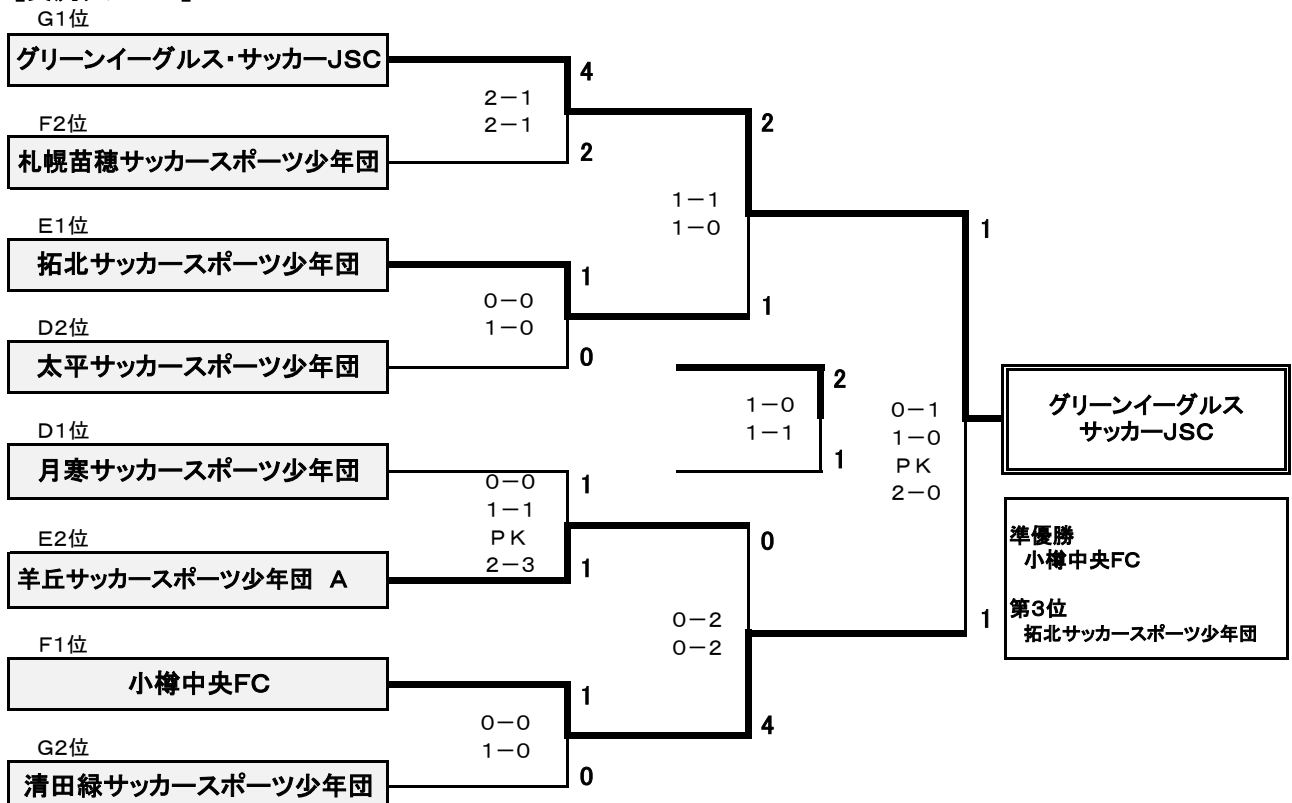 G1位
グリーンイーグルス・サッカーJSC
4
2－1
2－1
F2位
2
札幌苗穂サッカースポーツ少年団
2
1－1
1－0
E1位
1
拓北サッカースポーツ少年団
1
0－0
1－0
1
D2位
太平サッカースポーツ少年団
0
2
1－0
1－1
1
0－1
1－0
PK
2－0
グリーンイーグルス
サッカーJSC
D1位
月寒サッカースポーツ少年団
1
0－0
1－1
PK
2－3
E2位
羊丘サッカースポーツ少年団 A
1
0
準優勝
小樽中央FC
第3位
拓北サッカースポーツ少年団
0－2
0－2
1
F1位
小樽中央FC
1
0－0
1－0
4
G2位
清田緑サッカースポーツ少年団
0